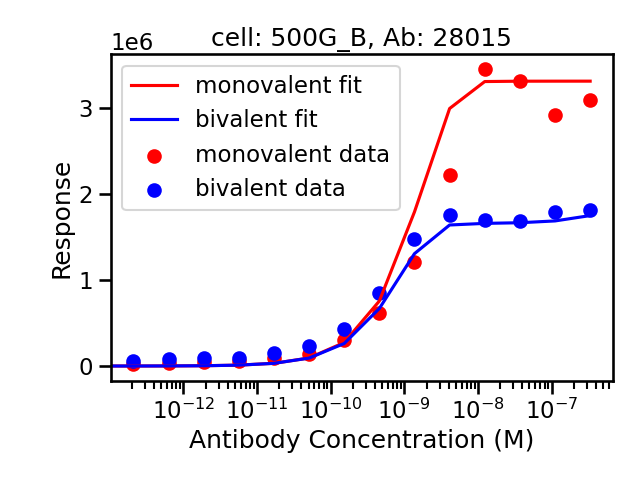 cell: 500G_B, Ab: 28015
1e6
monovalent fit
bivalent fit
monovalent data
bivalent data
Response
3
2
1
0
10⁻¹² 10⁻¹¹ 10⁻¹⁰ 10⁻⁹ 10⁻⁸ 10⁻⁷
Antibody Concentration (M)